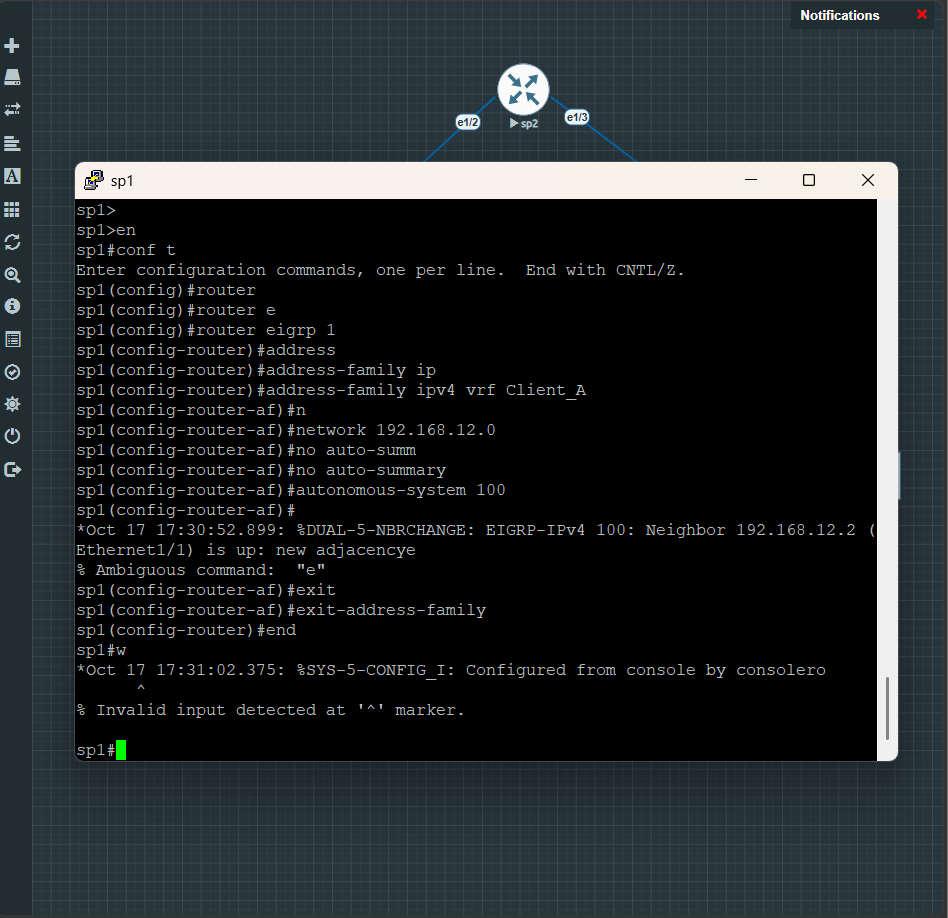 Notifications
e1/2
e1/3
sp2
sp1
sp1>
sp1>en
sp1#conf t
Enter configuration commands, one per line.  End with CNTL/Z.
sp1(config)#router
sp1(config)#router e
sp1(config)#router eigrp 1
sp1(config-router)#address
sp1(config-router)#address-family ip
sp1(config-router)#address-family ipv4 vrf Client_A
sp1(config-router-af)#n
sp1(config-router-af)#network 192.168.12.0
sp1(config-router-af)#no auto-summ
sp1(config-router-af)#no auto-summary
sp1(config-router-af)#autonomous-system 100
sp1(config-router-af)#
*Oct 17 17:30:52.899: %DUAL-5-NBRCHANGE: EIGRP-IPv4 100: Neighbor 192.168.12.2 (
Ethernet1/1) is up: new adjacencye
% Ambiguous command:  "e"
sp1(config-router-af)#exit
sp1(config-router-af)#exit-address-family
sp1(config-router)#end
sp1#w
*Oct 17 17:31:02.375: %SYS-5-CONFIG_I: Configured from console by consolero
^
% Invalid input detected at '^' marker.
sp1#